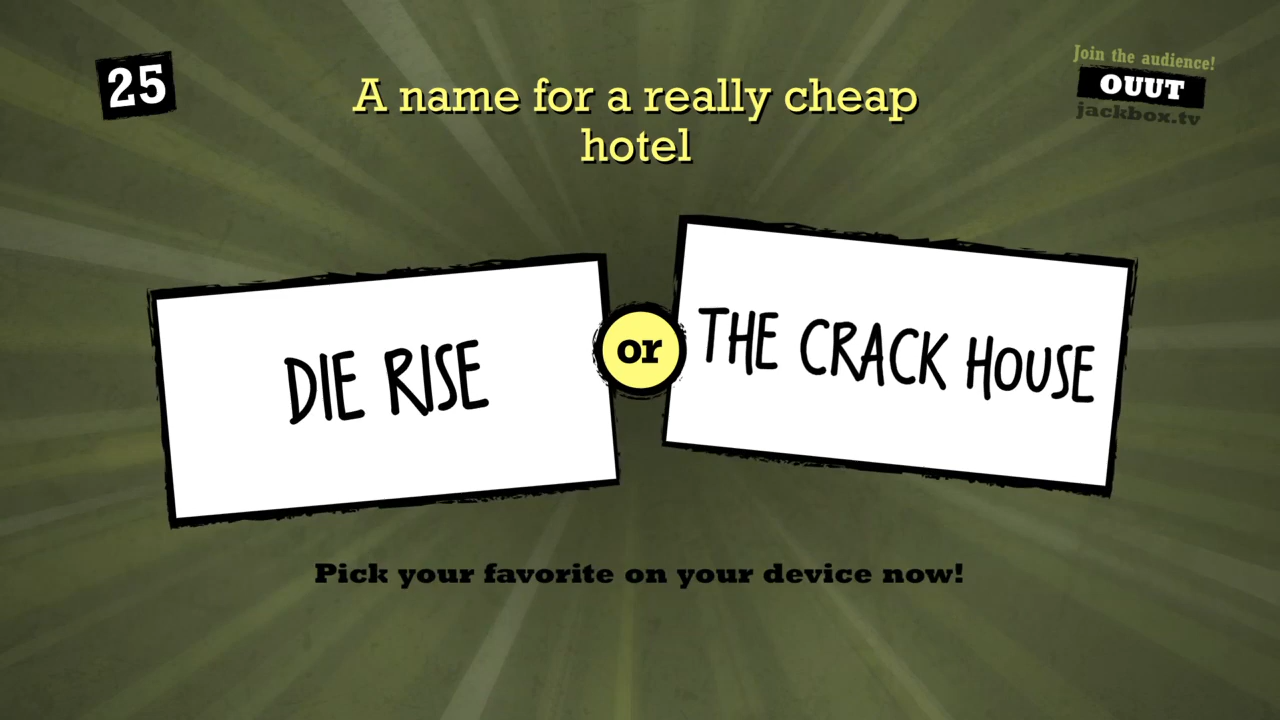 25
A name for a really cheap
hotel
Join the audience!
OUUT
jackbox.tv
DIE RISE
or
THE CRACK HOUSE
Pick your favorite on your device now!